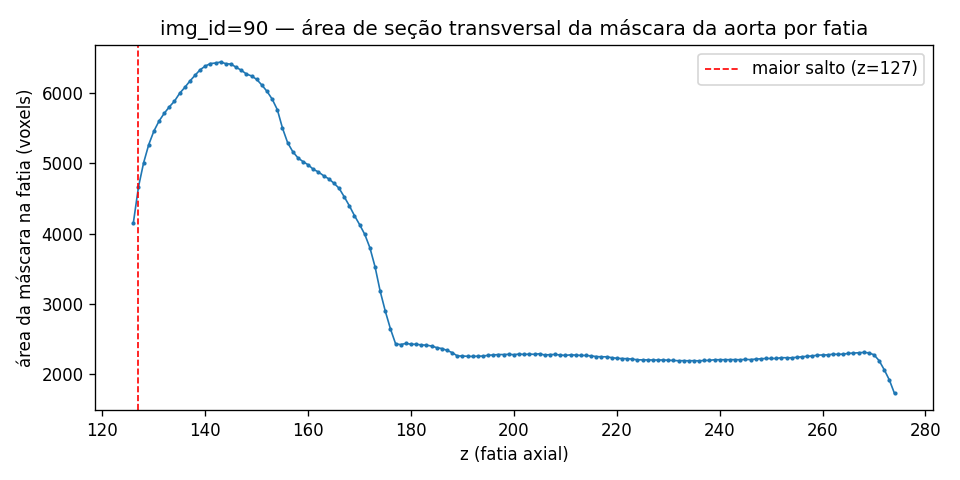 img_id=90 — área de seção transversal da máscara da aorta por fatia
maior salto (z=127)
área da máscara na fatia (voxels)
6000
5000
4000
3000
2000
120 140 160 180 200 220 240 260 280
z (fatia axial)